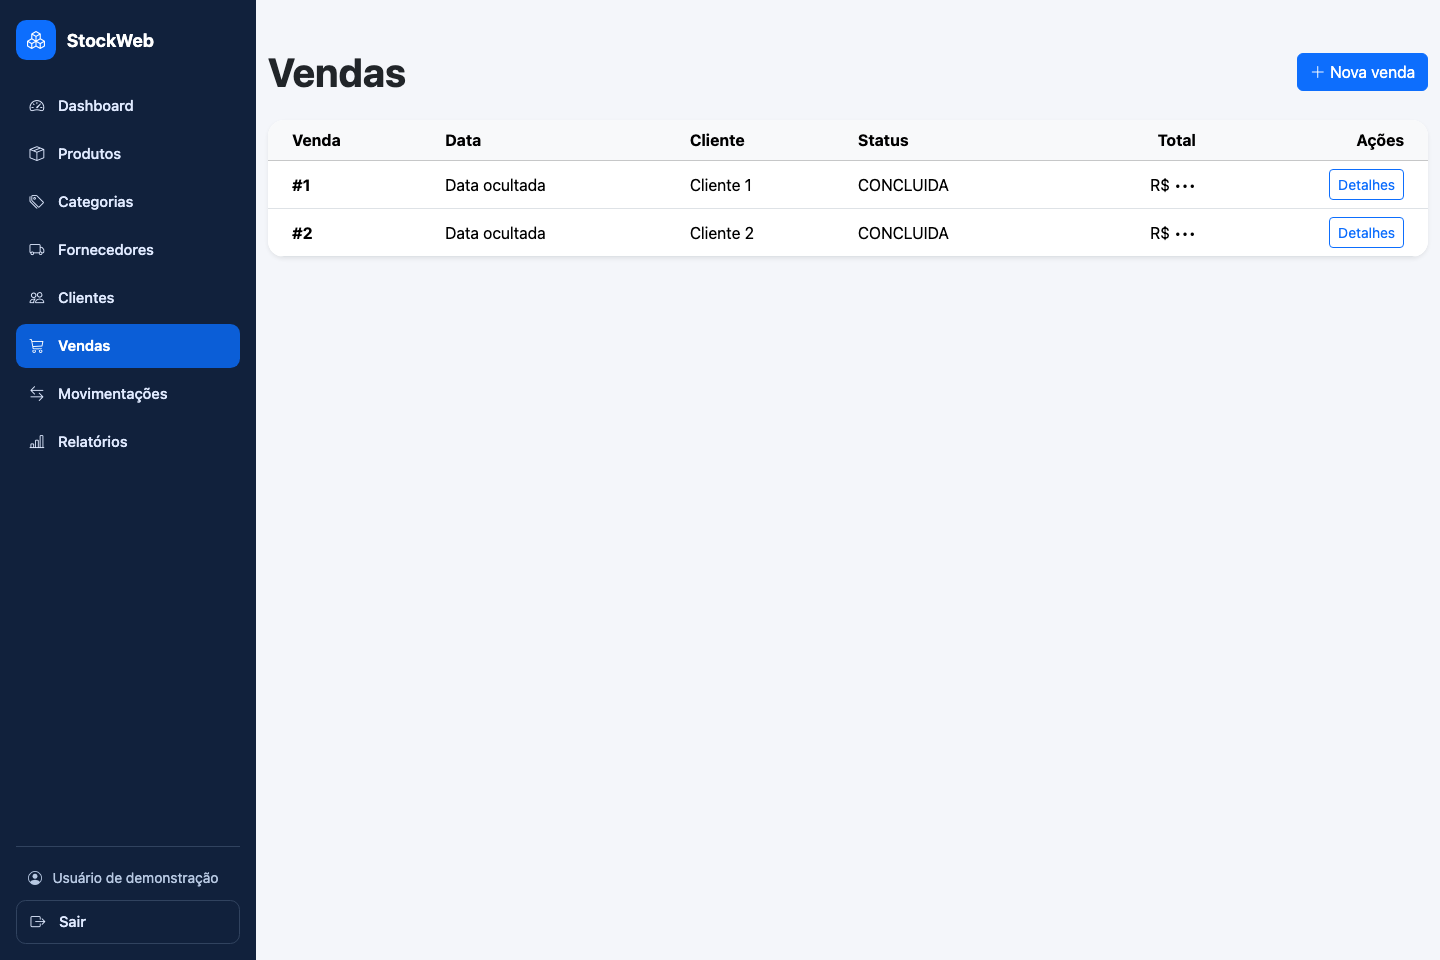 StockWeb
Dashboard
Produtos
Categorias
Fornecedores
Clientes
Vendas
Movimentações
Relatórios
Usuário de demonstração
Sair
Vendas
+ Nova venda
Venda Data Cliente Status Total Ações
#1 Data ocultada Cliente 1 CONCLUIDA R$ ••• Detalhes
#2 Data ocultada Cliente 2 CONCLUIDA R$ ••• Detalhes